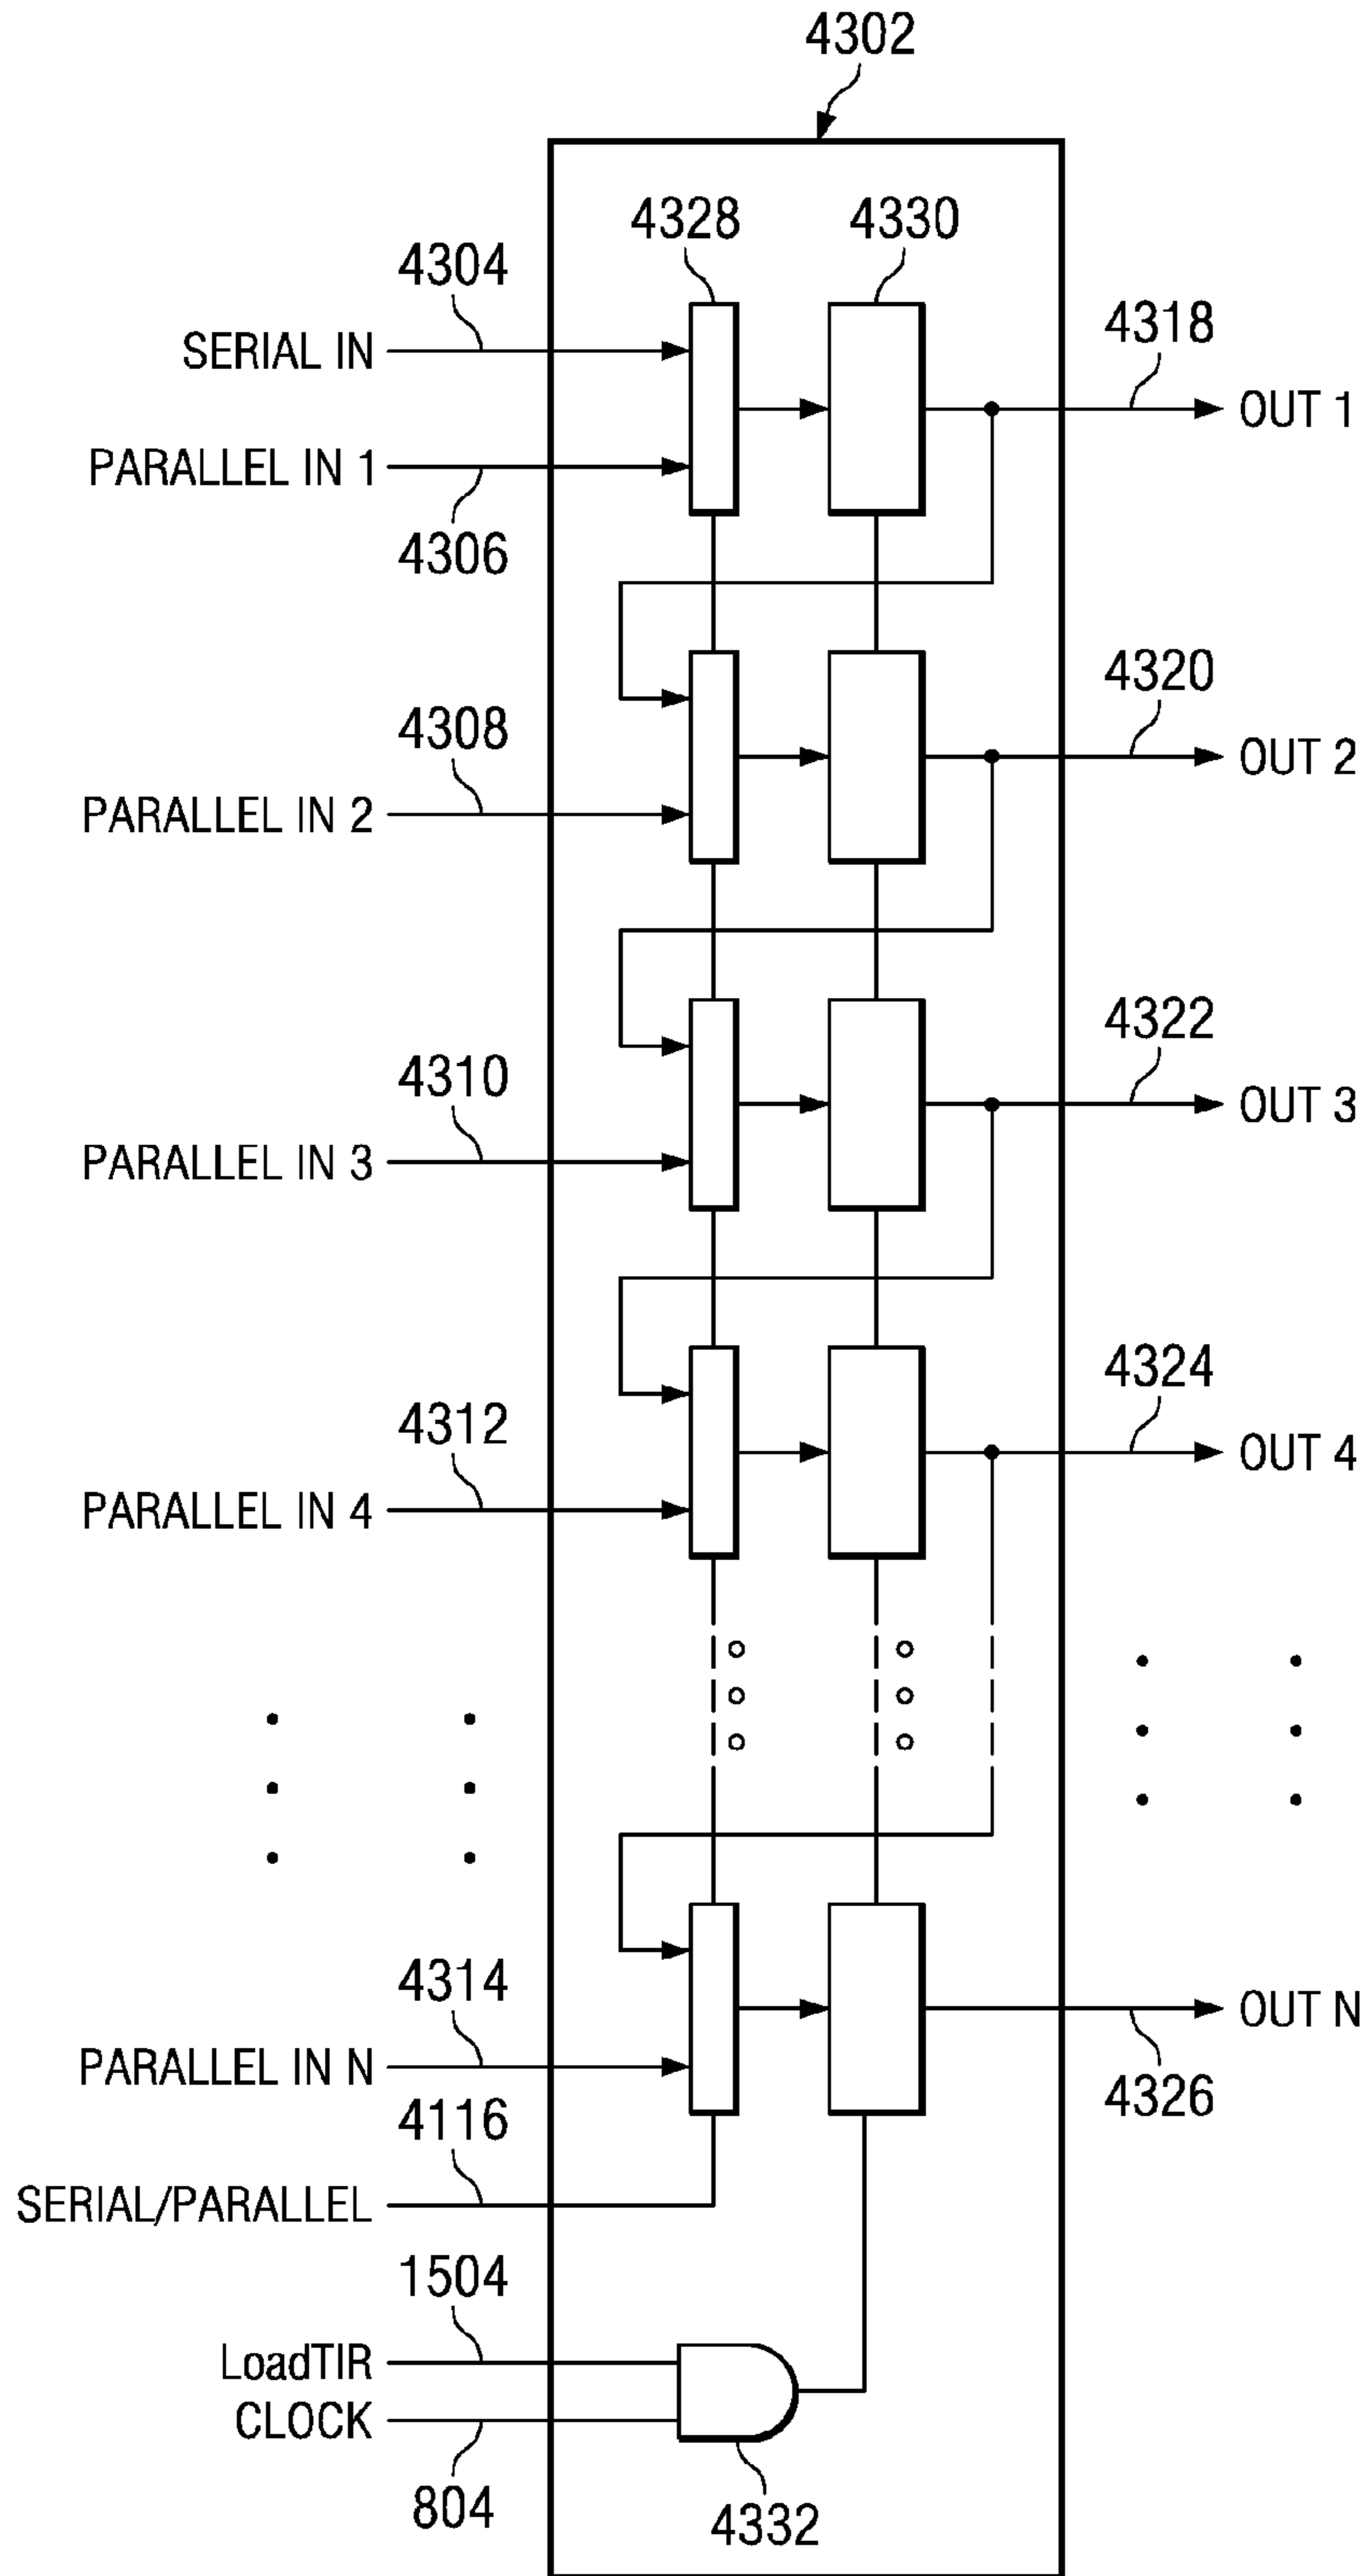 4302
4328
4330
4304
SERIAL IN
4318
OUT 1
PARALLEL IN 1
4306
4320
4308
OUT 2
PARALLEL IN 2
4322
4310
OUT 3
PARALLEL IN 3
4324
4312
OUT 4
PARALLEL IN 4
4314
OUT N
PARALLEL IN N
4326
4116
SERIAL/PARALLEL
1504
LoadTIR
CLOCK
804
4332